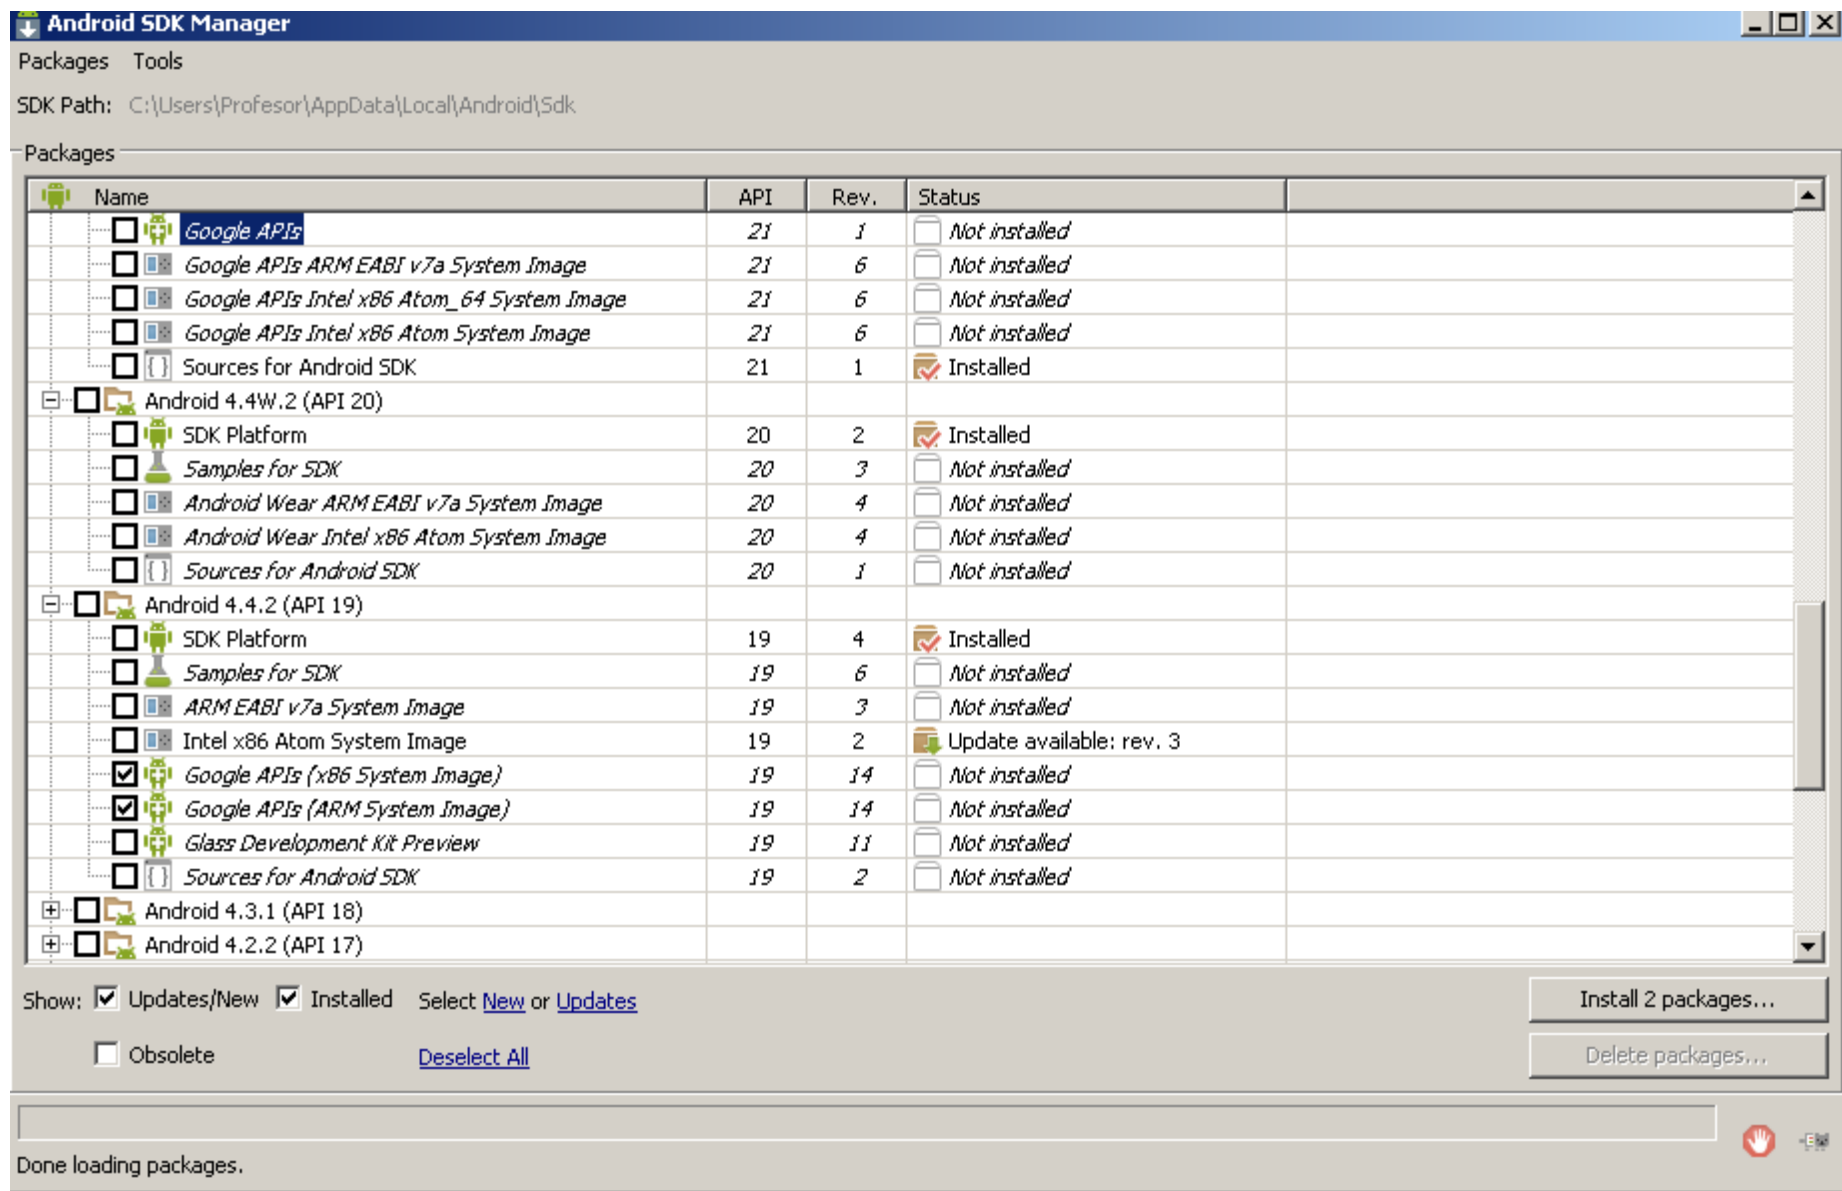 Android SDK Manager
Packages Tools
SDK Path: C:\Users\Profesor\AppData\Local\Android\Sdk
Packages
Name API Rev. Status
Google APIs 21 1 Not installed
Google APIs ARM EABI v7a System Image 21 6 Not installed
Google APIs Intel x86 Atom_64 System Image 21 6 Not installed
Google APIs Intel x86 Atom System Image 21 6 Not installed
Sources for Android SDK 21 1 Installed
Android 4.4W.2 (API 20)
SDK Platform 20 2 Installed
Samples for SDK 20 3 Not installed
Android Wear ARM EABI v7a System Image 20 4 Not installed
Android Wear Intel x86 Atom System Image 20 4 Not installed
Sources for Android SDK 20 1 Not installed
Android 4.4.2 (API 19)
SDK Platform 19 4 Installed
Samples for SDK 19 6 Not installed
ARM EABI v7a System Image 19 3 Not installed
Intel x86 Atom System Image 19 2 Update available: rev. 3
Google APIs (x86 System Image) 19 14 Not installed
Google APIs (ARM System Image) 19 14 Not installed
Glass Development Kit Preview 19 11 Not installed
Sources for Android SDK 19 2 Not installed
Android 4.3.1 (API 18)
Android 4.2.2 (API 17)
Show: Updates/New Installed Select New or Updates Install 2 packages...
Obsolete Deselect All Delete packages...
Done loading packages.